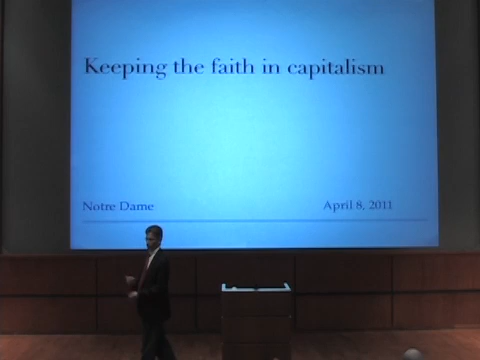 Keeping the faith in capitalism
Notre Dame
April 8, 2011